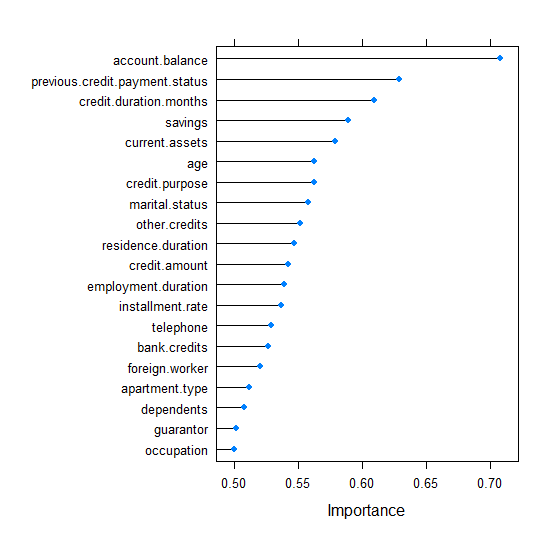 account.balance
previous.credit.payment.status
credit.duration.months
savings
current.assets
age
credit.purpose
marital.status
other.credits
residence.duration
credit.amount
employment.duration
installment.rate
telephone
bank.credits
foreign.worker
apartment.type
dependents
guarantor
occupation
0.50 0.55 0.60 0.65 0.70
Importance